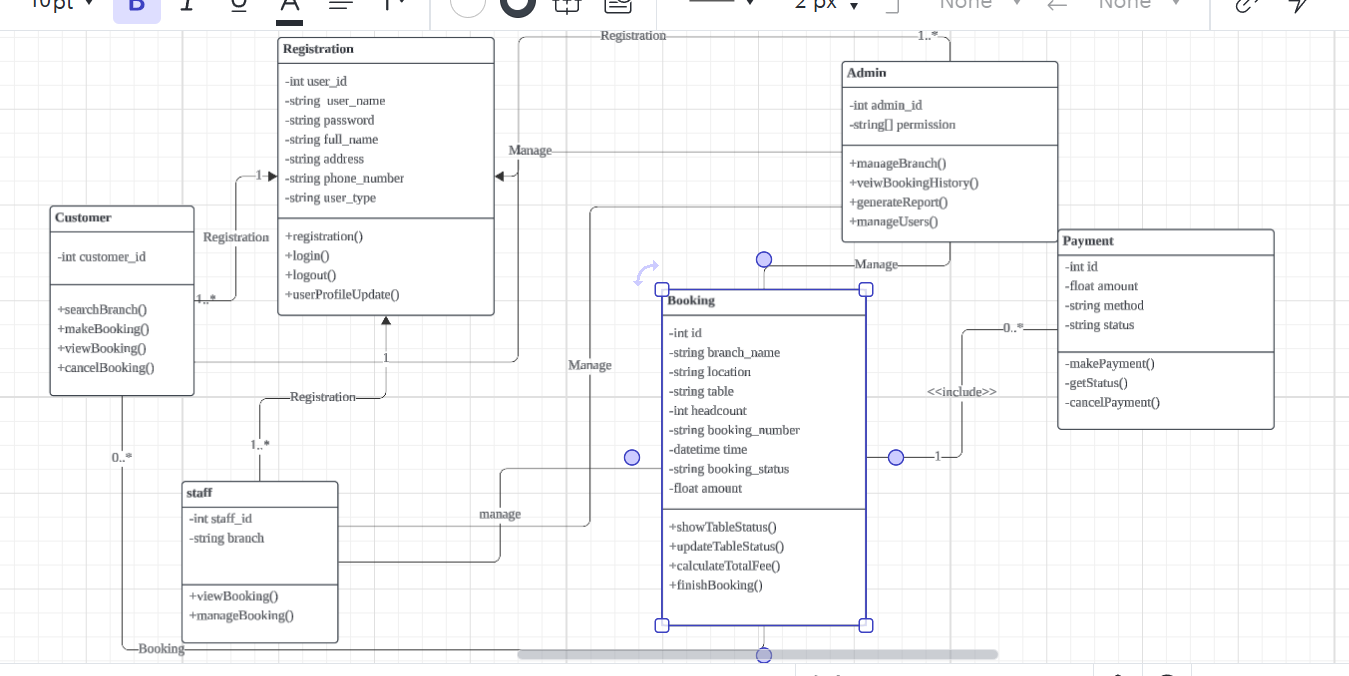 10pt
B
I
U
A
T
2 px
None
None
Registration
1..*
Registration
-int user_id
-string user_name
-string password
-string full_name
-string address
-string phone_number
-string user_type
+registration()
+login()
+logout()
+userProfileUpdate()
Admin
-int admin_id
-string[] permission
+manageBranch()
+veiwBookingHistory()
+generateReport()
+manageUsers()
Manage
1
Customer
-int customer_id
+searchBranch()
+makeBooking()
+viewBooking()
+cancelBooking()
Registration
1..*
Payment
-int id
-float amount
-string method
-string status
-makePayment()
-getStatus()
-cancelPayment()
Manage
Booking
-int id
-string branch_name
-string location
-string table
-int headcount
-string booking_number
-datetime time
-string booking_status
-float amount
+showTableStatus()
+updateTableStatus()
+calculateTotalFee()
+finishBooking()
0..*
<<include>>
1
1
Manage
Registration
1..*
0..*
staff
-int staff_id
-string branch
+viewBooking()
+manageBooking()
manage
Booking